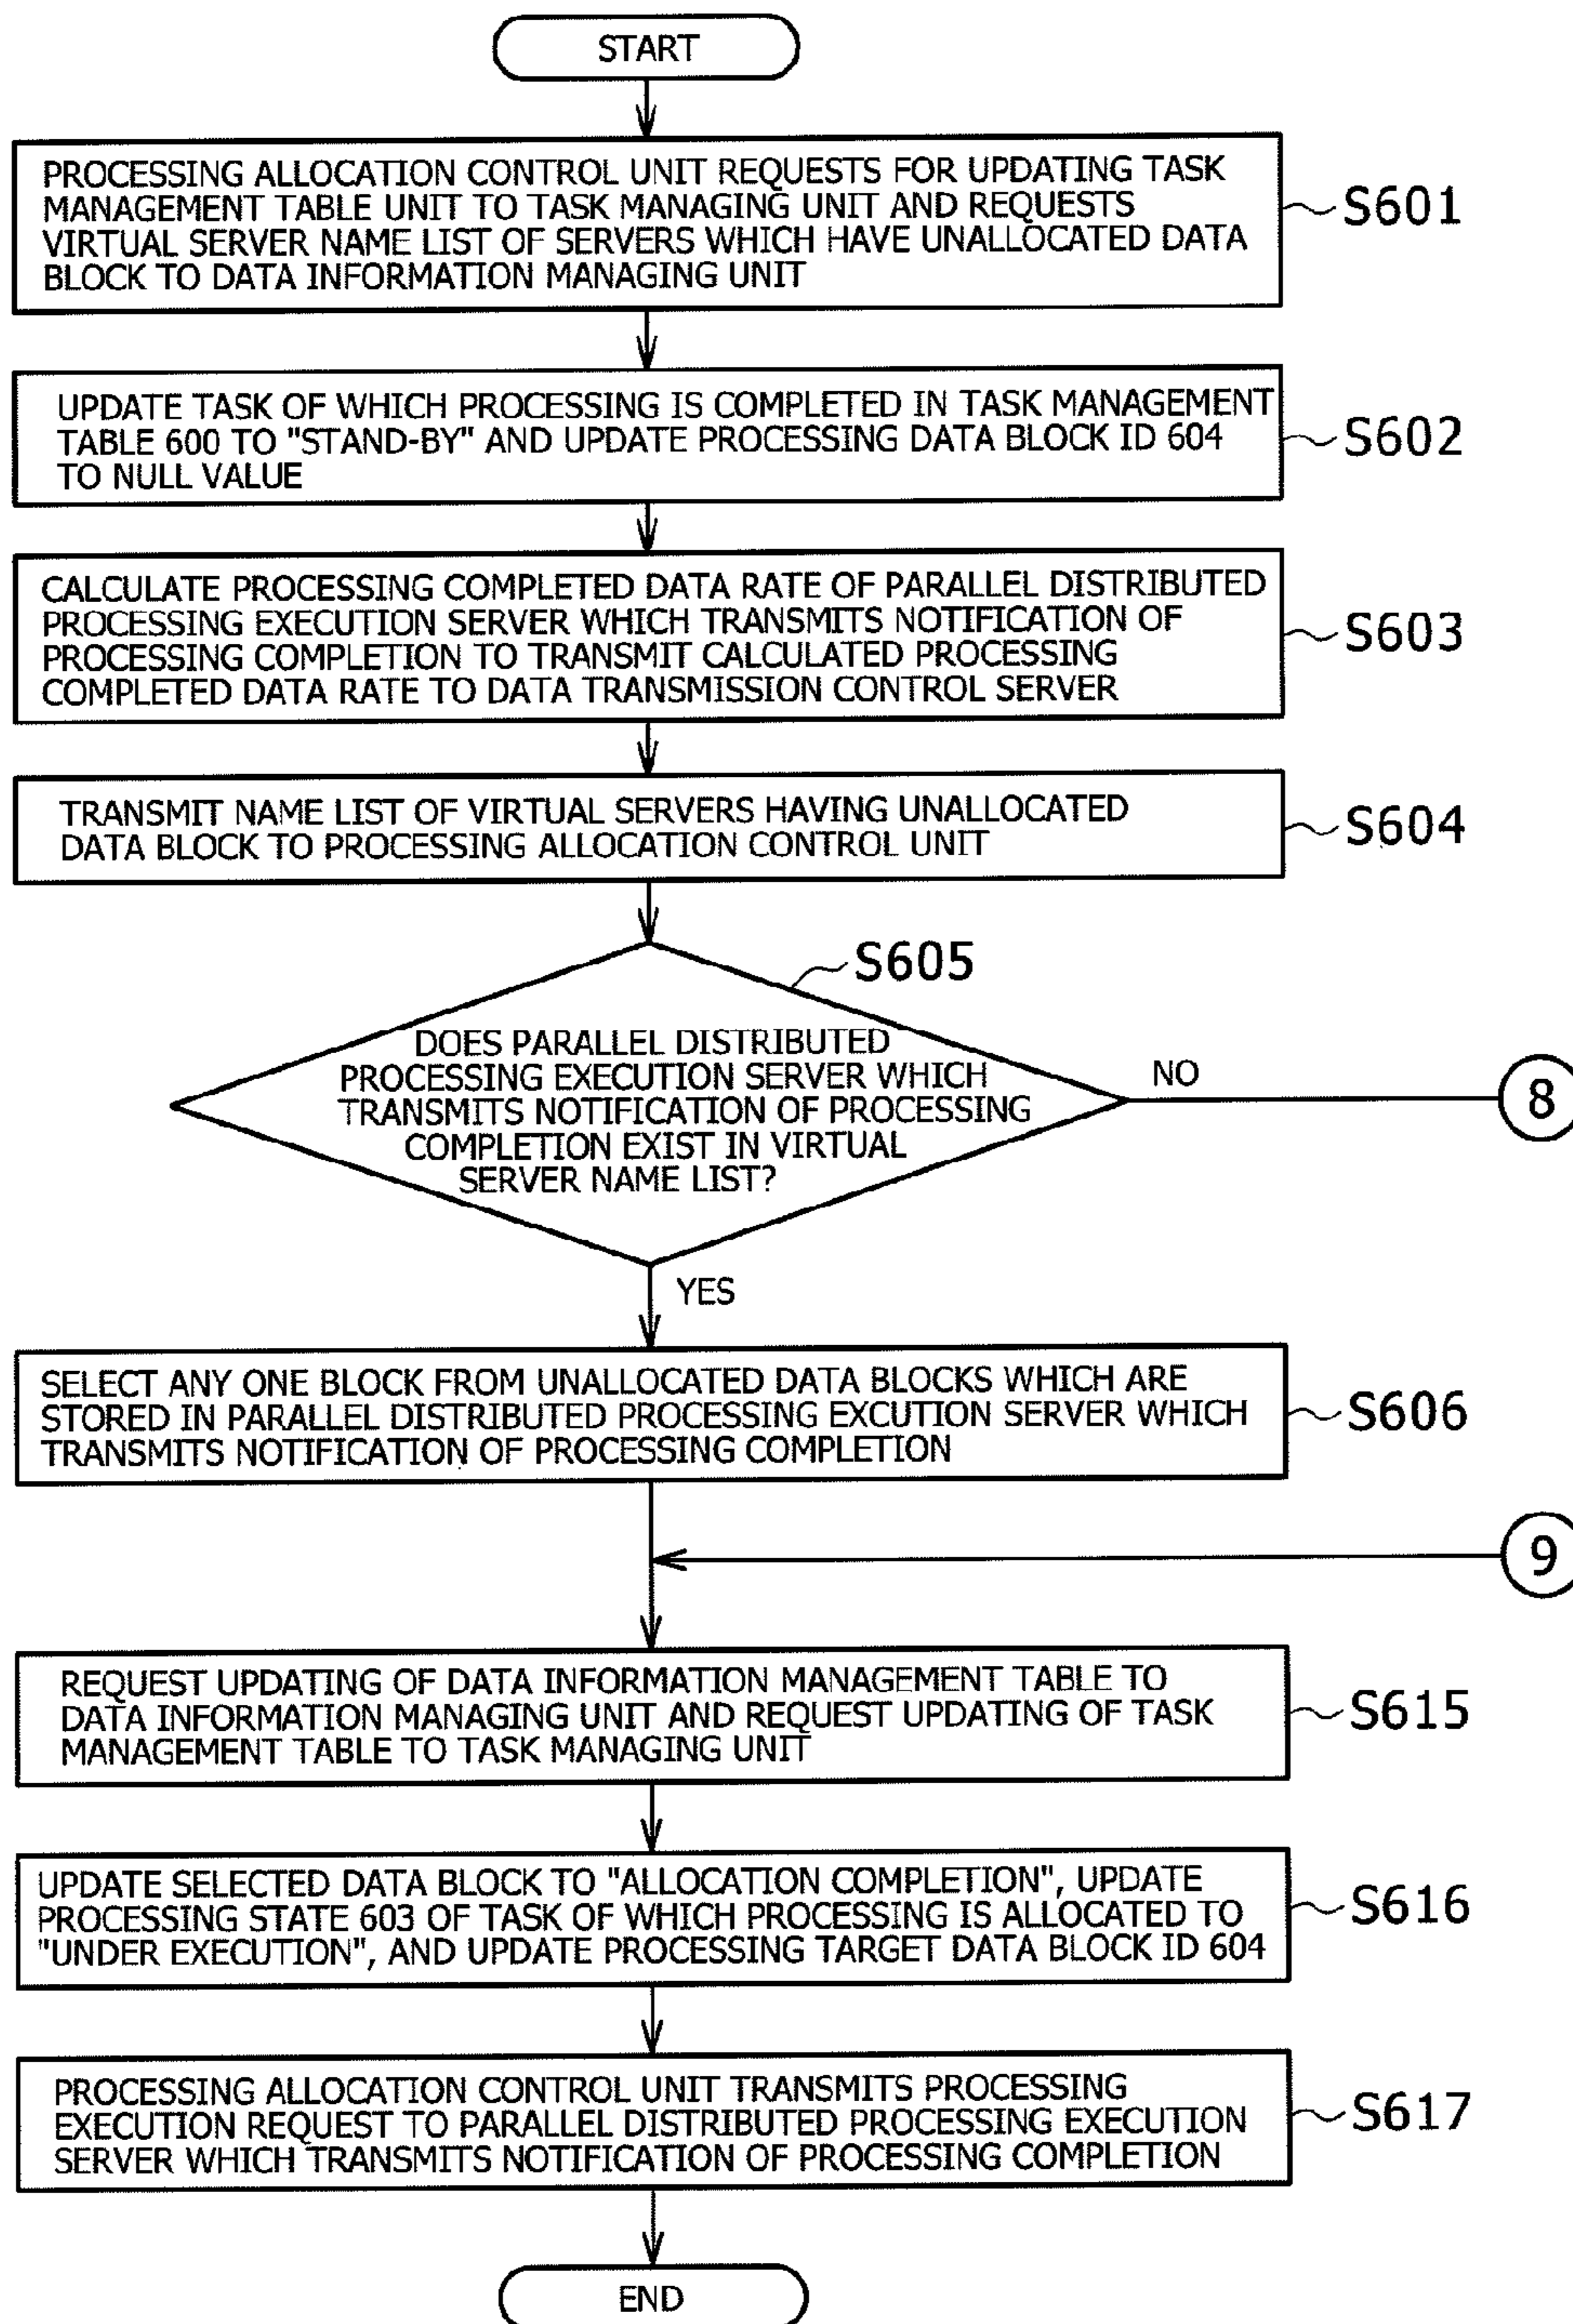 START
PROCESSING ALLOCATION CONTROL UNIT REQUESTS FOR UPDATING TASK
MANAGEMENT TABLE UNIT TO TASK MANAGING UNIT AND REQUESTS
VIRTUAL SERVER NAME LIST OF SERVERS WHICH HAVE UNALLOCATED DATA
BLOCK TO DATA INFORMATION MANAGING UNIT
S601
UPDATE TASK OF WHICH PROCESSING IS COMPLETED IN TASK MANAGEMENT
TABLE 600 TO "STAND-BY" AND UPDATE PROCESSING DATA BLOCK ID 604
TO NULL VALUE
S602
CALCULATE PROCESSING COMPLETED DATA RATE OF PARALLEL DISTRIBUTED
PROCESSING EXECUTION SERVER WHICH TRANSMITS NOTIFICATION OF
PROCESSING COMPLETION TO TRANSMIT CALCULATED PROCESSING
COMPLETED DATA RATE TO DATA TRANSMISSION CONTROL SERVER
S603
TRANSMIT NAME LIST OF VIRTUAL SERVERS HAVING UNALLOCATED
DATA BLOCK TO PROCESSING ALLOCATION CONTROL UNIT
S604
S605
DOES PARALLEL DISTRIBUTED
PROCESSING EXECUTION SERVER WHICH
TRANSMITS NOTIFICATION OF PROCESSING
COMPLETION EXIST IN VIRTUAL
SERVER NAME LIST?
NO
8
YES
SELECT ANY ONE BLOCK FROM UNALLOCATED DATA BLOCKS WHICH ARE
STORED IN PARALLEL DISTRIBUTED PROCESSING EXCUTION SERVER WHICH
TRANSMITS NOTIFICATION OF PROCESSING COMPLETION
S606
9
REQUEST UPDATING OF DATA INFORMATION MANAGEMENT TABLE TO
DATA INFORMATION MANAGING UNIT AND REQUEST UPDATING OF TASK
MANAGEMENT TABLE TO TASK MANAGING UNIT
S615
UPDATE SELECTED DATA BLOCK TO "ALLOCATION COMPLETION", UPDATE
PROCESSING STATE 603 OF TASK OF WHICH PROCESSING IS ALLOCATED TO
"UNDER EXECUTION", AND UPDATE PROCESSING TARGET DATA BLOCK ID 604
S616
PROCESSING ALLOCATION CONTROL UNIT TRANSMITS PROCESSING
EXECUTION REQUEST TO PARALLEL DISTRIBUTED PROCESSING EXECUTION
SERVER WHICH TRANSMITS NOTIFICATION OF PROCESSING COMPLETION
S617
END